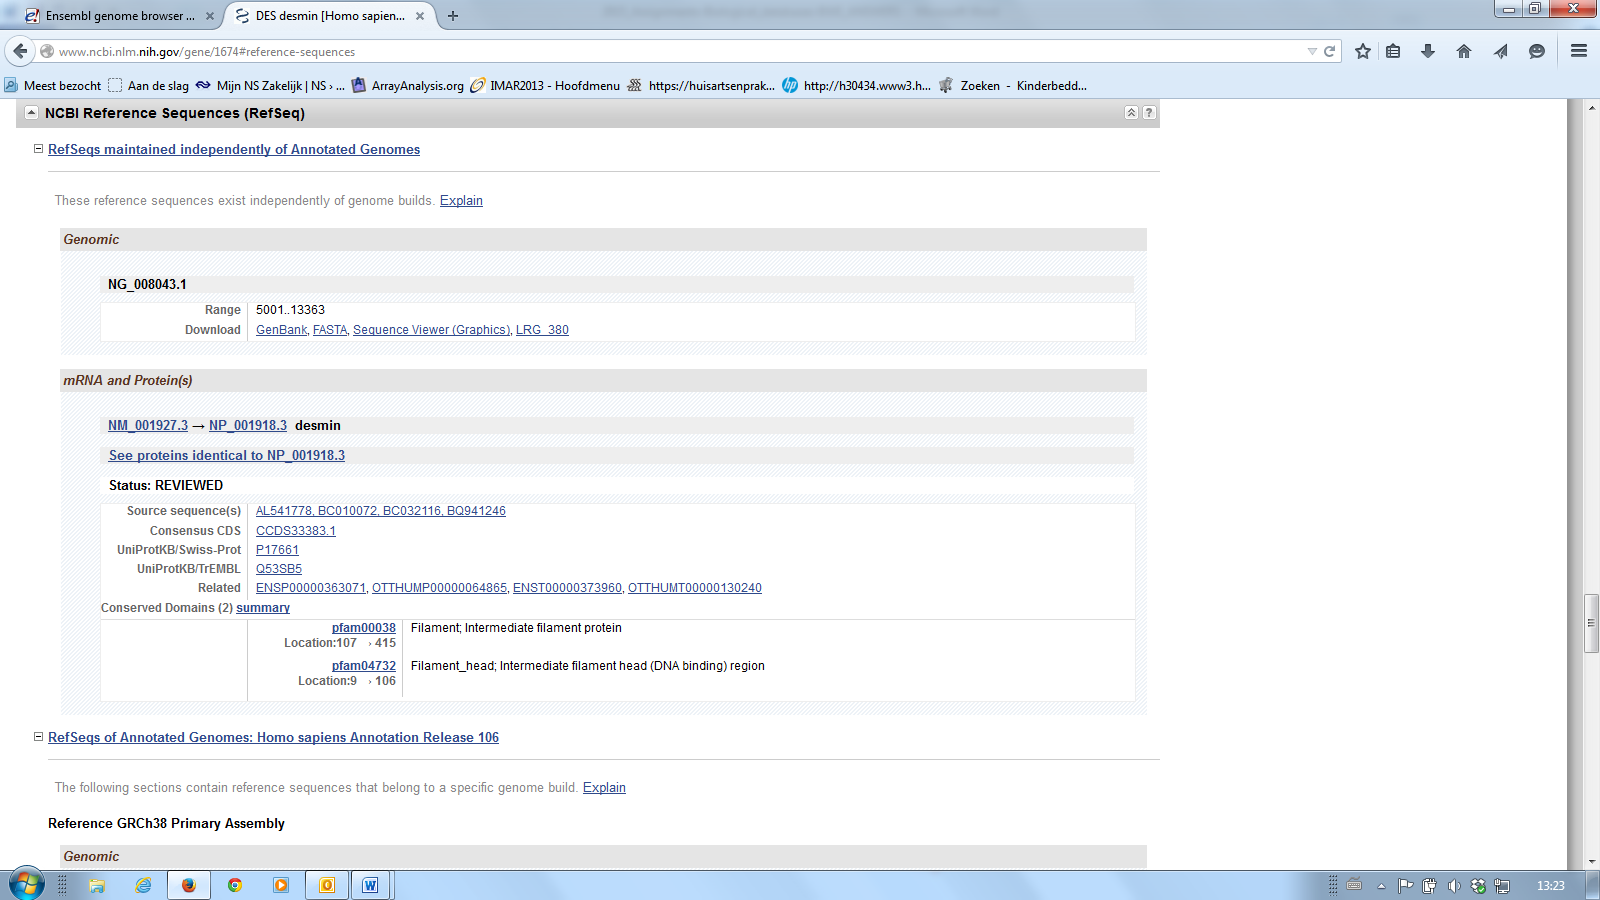 Ensembl genome browser ...
DES desmin [Homo sapien...
www.ncbi.nlm.nih.gov/gene/1674#reference-sequences
Meest bezocht Aan de slag Mijn NS Zakelijk | NS › ... ArrayAnalysis.org IMAR2013 - Hoofdmenu https://huisartsenprak... http://h30434.www3.h... Zoeken - Kinderbedd...
NCBI Reference Sequences (RefSeq)
RefSeqs maintained independently of Annotated Genomes
These reference sequences exist independently of genome builds. Explain
Genomic
NG_008043.1
Range 5001..13363
Download GenBank, FASTA, Sequence Viewer (Graphics), LRG_380
mRNA and Protein(s)
NM_001927.3 → NP_001918.3 desmin
See proteins identical to NP_001918.3
Status: REVIEWED
Source sequence(s) AL541778, BC010072, BC032116, BQ941246
Consensus CDS CCDS33383.1
UniProtKB/Swiss-Prot P17661
UniProtKB/TrEMBL Q53SB5
Related ENSP00000363071, OTTHUMP00000064865, ENST00000373960, OTTHUMT00000130240
Conserved Domains (2) summary
pfam00038 Filament; Intermediate filament protein
Location:107 › 415
pfam04732 Filament_head; Intermediate filament head (DNA binding) region
Location:9 › 106
RefSeqs of Annotated Genomes: Homo sapiens Annotation Release 106
The following sections contain reference sequences that belong to a specific genome build. Explain
Reference GRCh38 Primary Assembly
Genomic
13:23